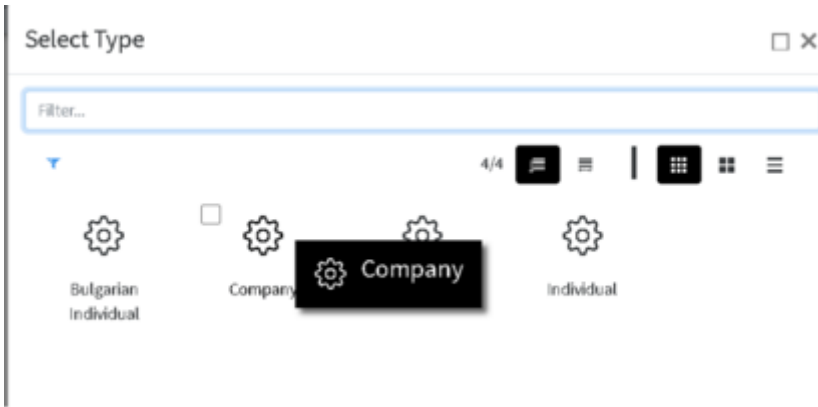 Select Type
Filter...
4/4
Company
Bulgarian
Individual
Company
Individual